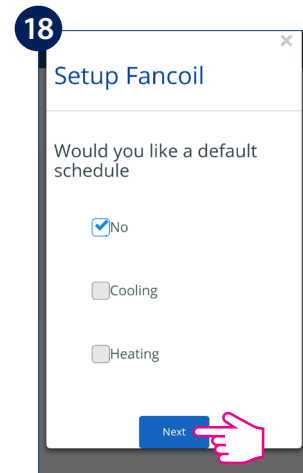 18
×
Setup Fancoil
Would you like a default
schedule
No
Cooling
Heating
Next